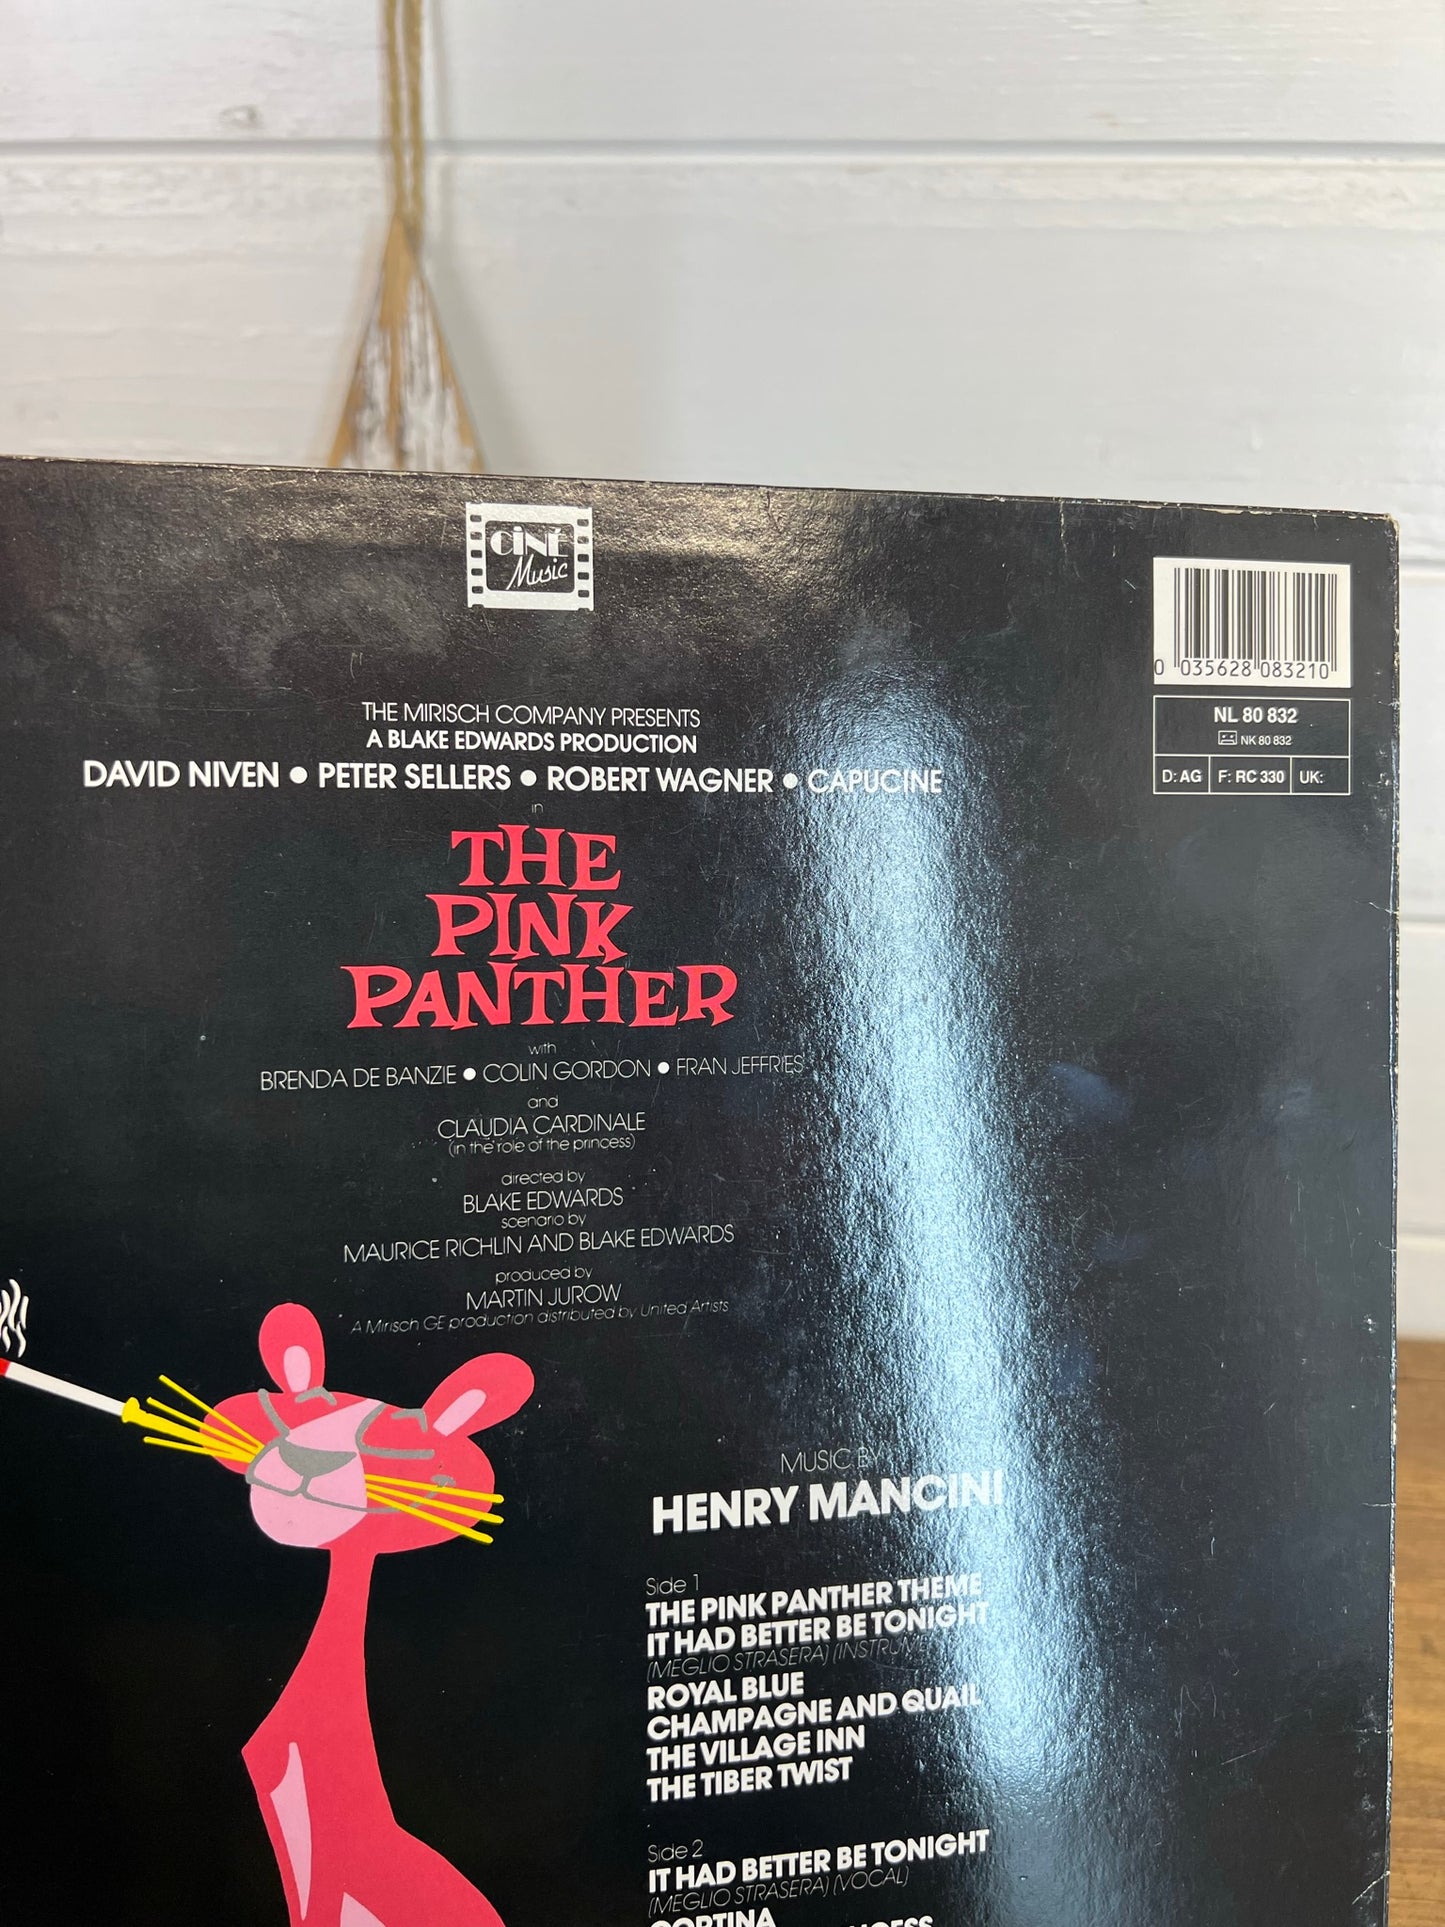 CINÉ
Music
0 035628 083210
NL 80 832
NK 80 832
D: AG F: RC 330 UK:
THE MIRISCH COMPANY PRESENTS
A BLAKE EDWARDS PRODUCTION
DAVID NIVEN • PETER SELLERS • ROBERT WAGNER • CAPUCINE
in
THE
PINK
PANTHER
with
BRENDA DE BANZIE • COLIN GORDON • FRAN JEFFRIES
and
CLAUDIA CARDINALE
(in the role of the princess)
directed by
BLAKE EDWARDS
scenario by
MAURICE RICHLIN AND BLAKE EDWARDS
produced by
MARTIN JUROW
A Mirisch GE production distributed by United Artists
MUSIC BY
HENRY MANCINI
Side 1
THE PINK PANTHER THEME
IT HAD BETTER BE TONIGHT
(MEGLIO STRASERA)
ROYAL BLUE
CHAMPAGNE AND QUAIL
THE VILLAGE INN
THE TIBER TWIST
Side 2
IT HAD BETTER BE TONIGHT
(MEGLIO STRASERA) (VOCAL)
CORTINA